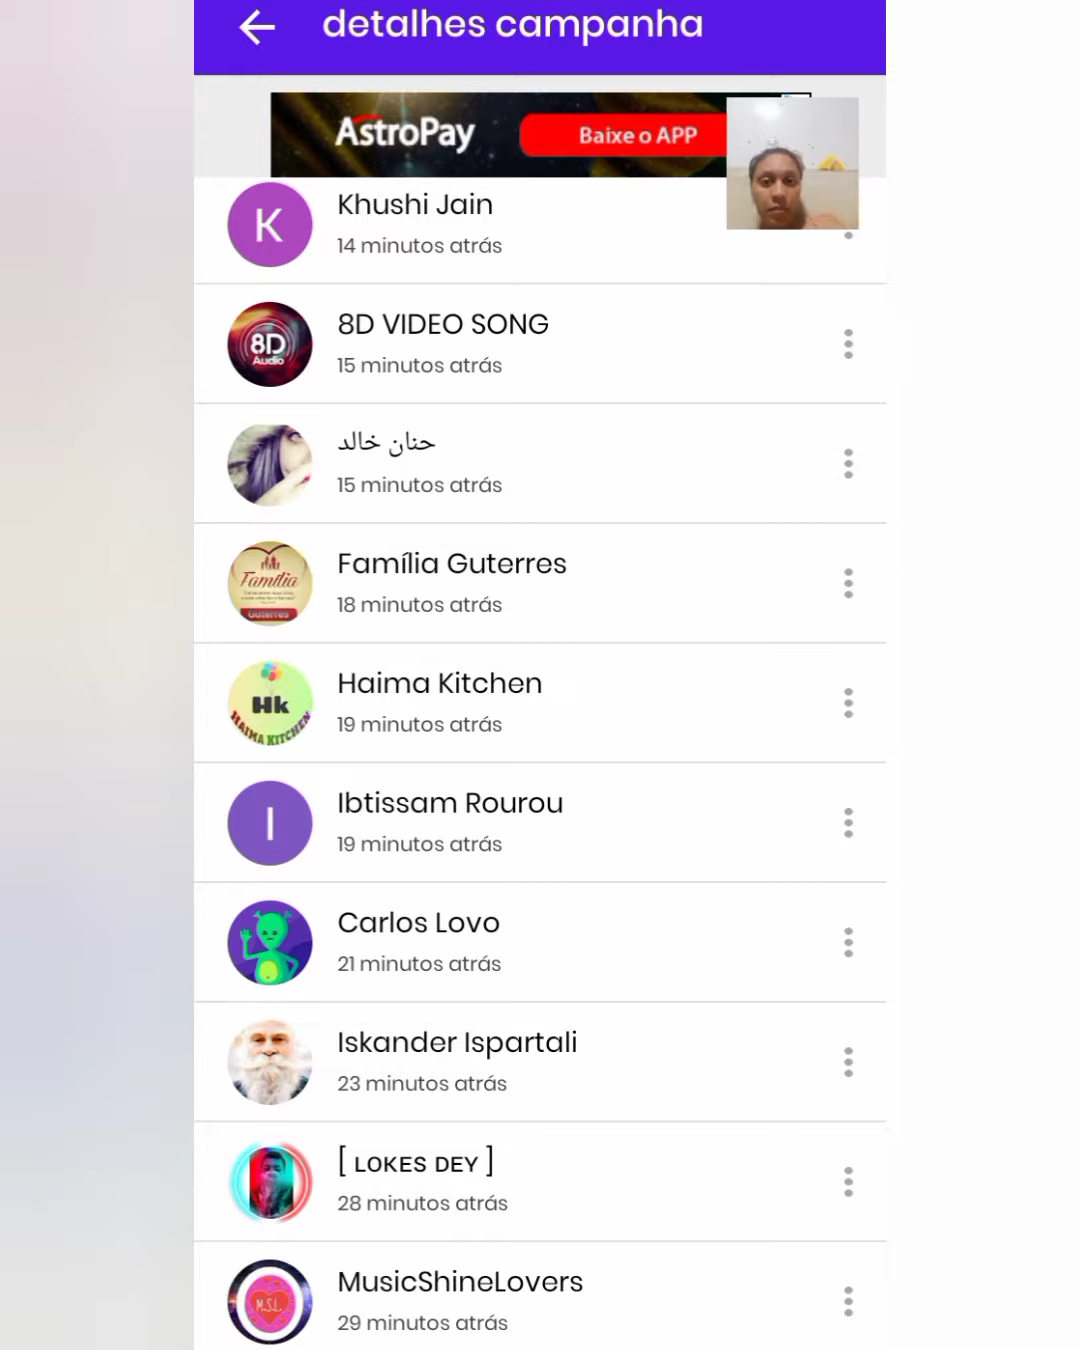 detalhes campanha
AstroPay
Baixe o APP
K
Khushi Jain
14 minutos atrás
8D
Audio
8D VIDEO SONG
15 minutos atrás
حنان خالد
15 minutos atrás
Família
Guterres
Família Guterres
18 minutos atrás
Hk
HAIMA KITCHEN
Haima Kitchen
19 minutos atrás
I
Ibtissam Rourou
19 minutos atrás
Carlos Lovo
21 minutos atrás
Iskander Ispartali
23 minutos atrás
[ ʟᴏᴋᴇs ᴅᴇʏ ]
28 minutos atrás
M.S.L.
MusicShineLovers
29 minutos atrás